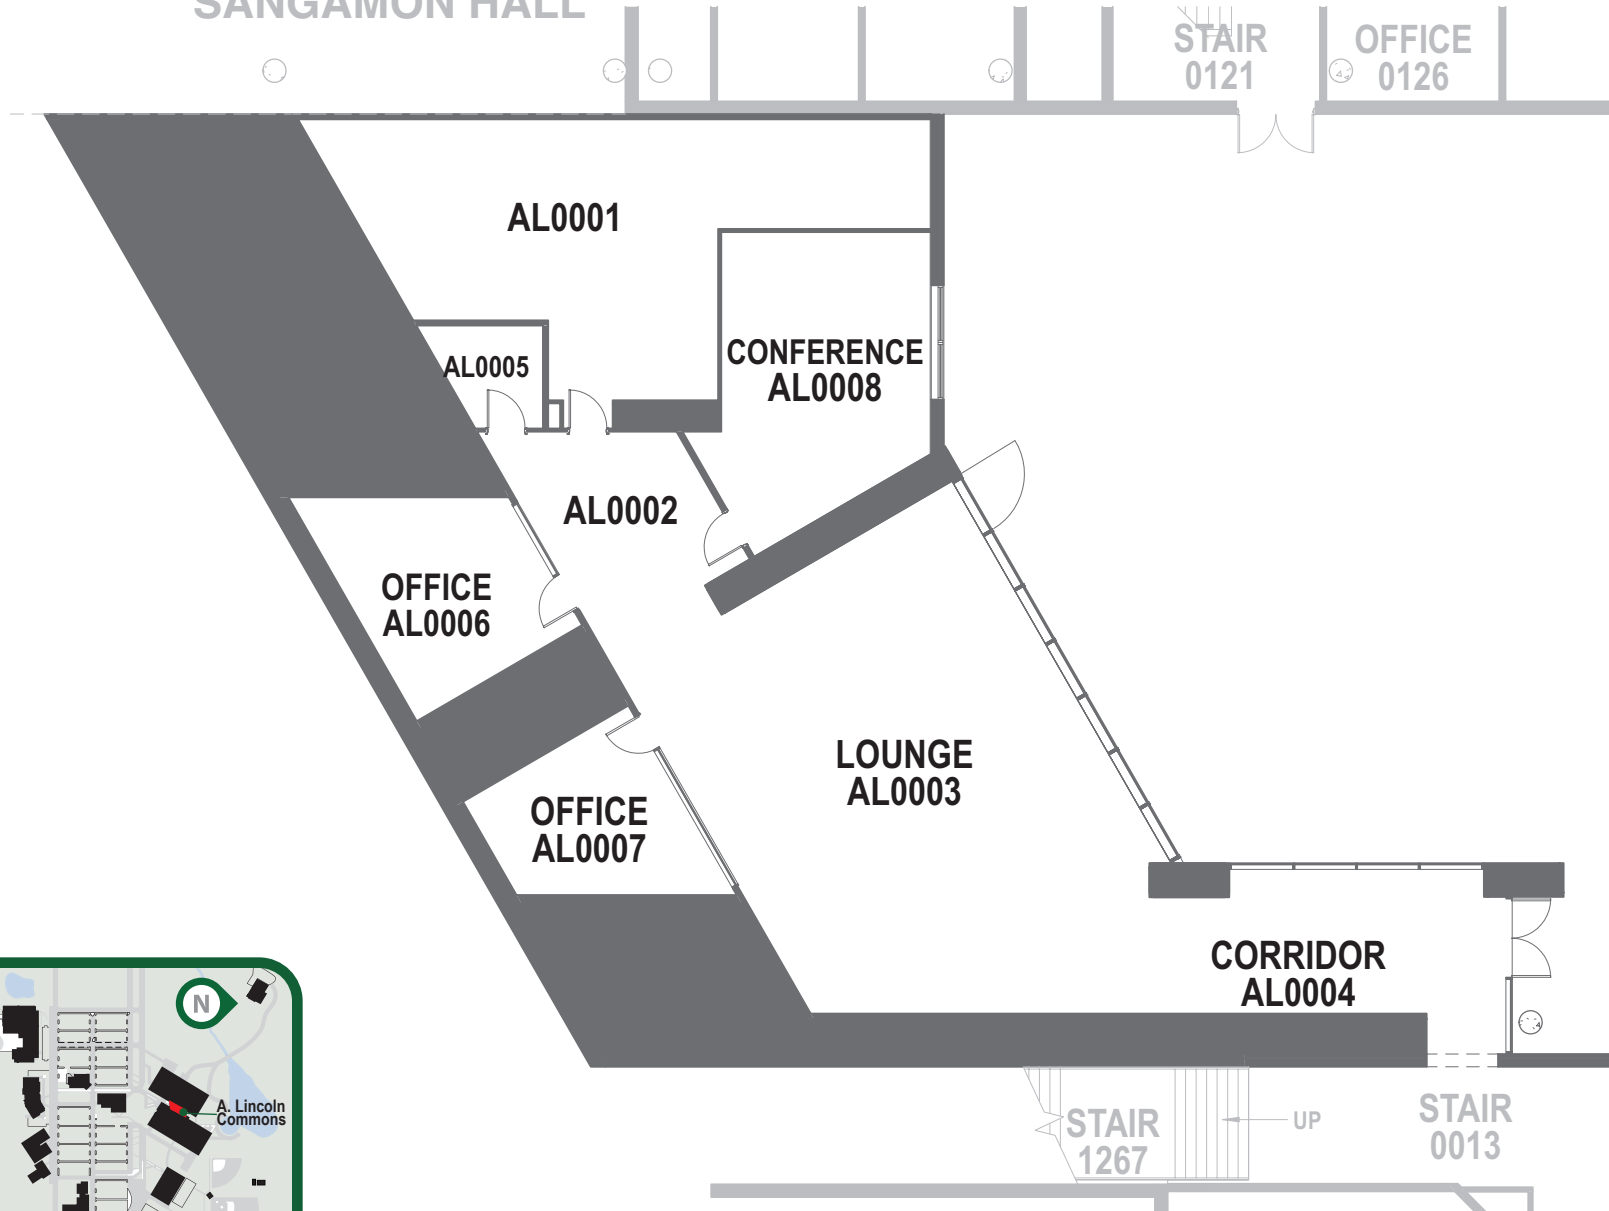 SANGAMON HALL
STAIR
0121
OFFICE
0126
AL0001
AL0005
CONFERENCE
AL0008
AL0002
OFFICE
AL0006
LOUNGE
AL0003
OFFICE
AL0007
CORRIDOR
AL0004
N
A. Lincoln
Commons
STAIR
1267
UP
STAIR
0013